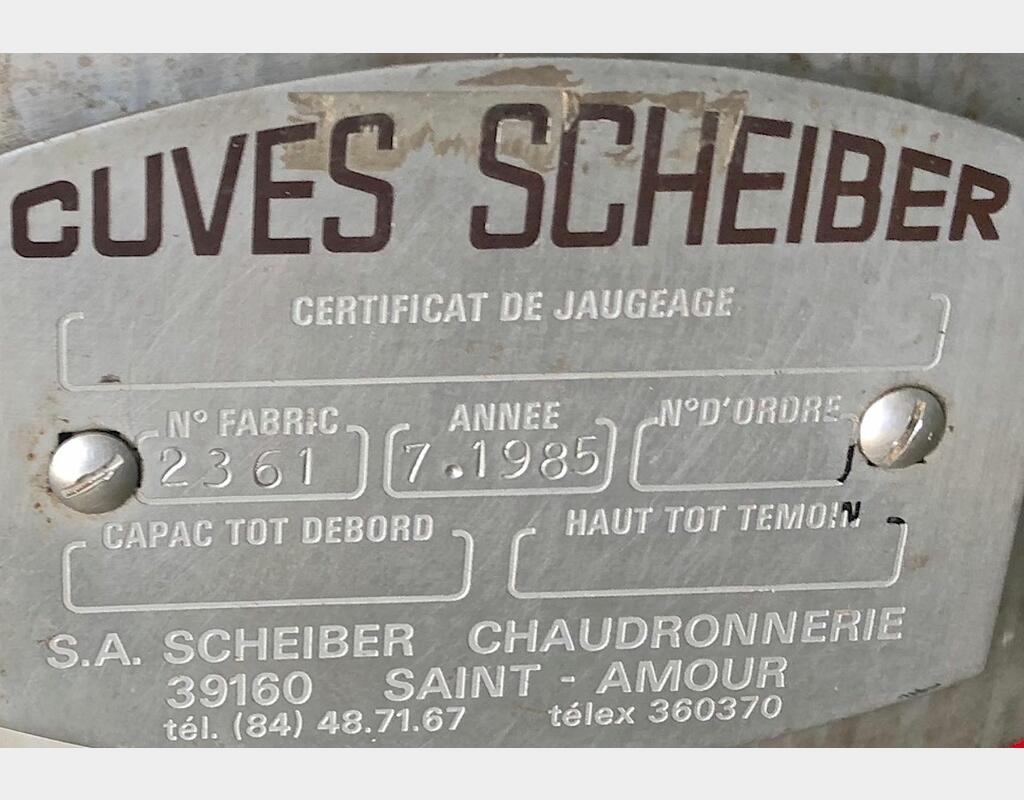 CUVES SCHEIBER
CERTIFICAT DE JAUGEAGE
N° FABRIC ANNEE N° D'ORDRE
2361 7.1985
CAPAC TOT DEBORD HAUT TOT TEMOIN
S.A. SCHEIBER CHAUDRONNERIE
39160 SAINT - AMOUR
tél. (84) 48.71.67 télex 360370